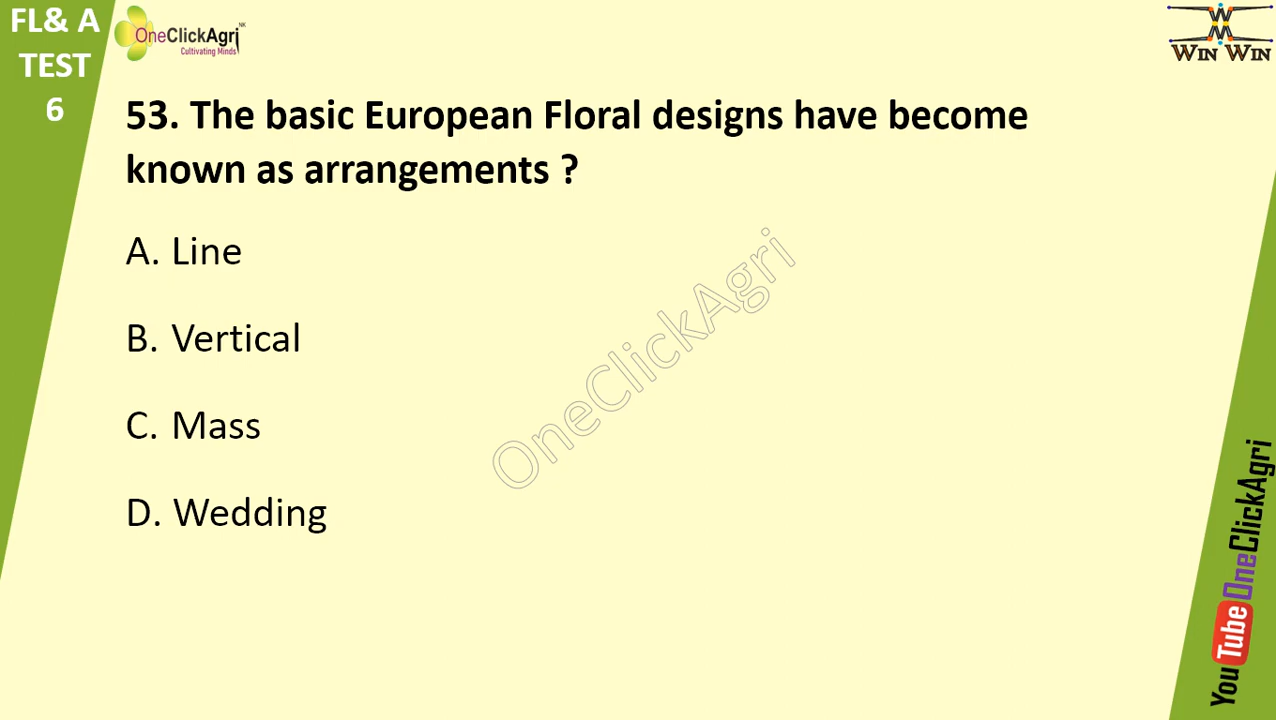 FL& A
TEST
6
OneClickAgri NK
Cultivating Minds
WIN WIN
53. The basic European Floral designs have become
known as arrangements ?
A. Line
B. Vertical
C. Mass
D. Wedding
OneClickAgri
YouTube OneClickAgri